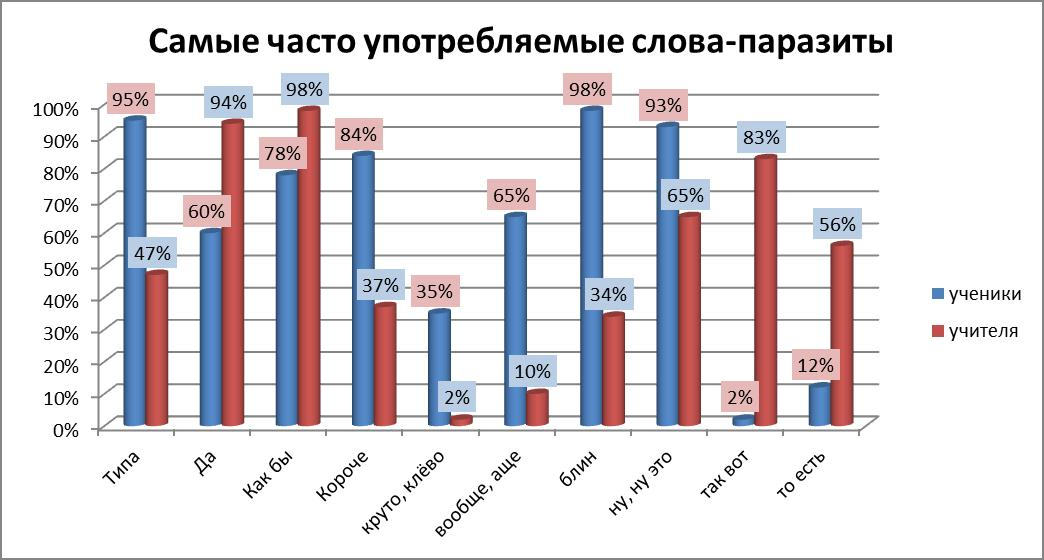 Самые часто употребляемые слова-паразиты
100%
90%
80%
70%
60%
50%
40%
30%
20%
10%
0%
95%
47%
60%
94%
78%
98%
84%
37%
35%
2%
65%
10%
98%
34%
93%
65%
2%
83%
12%
56%
Типа
Да
Как бы
Короче
круто, клёво
вообще, аще
блин
ну, ну это
так вот
то есть
ученики
учителя